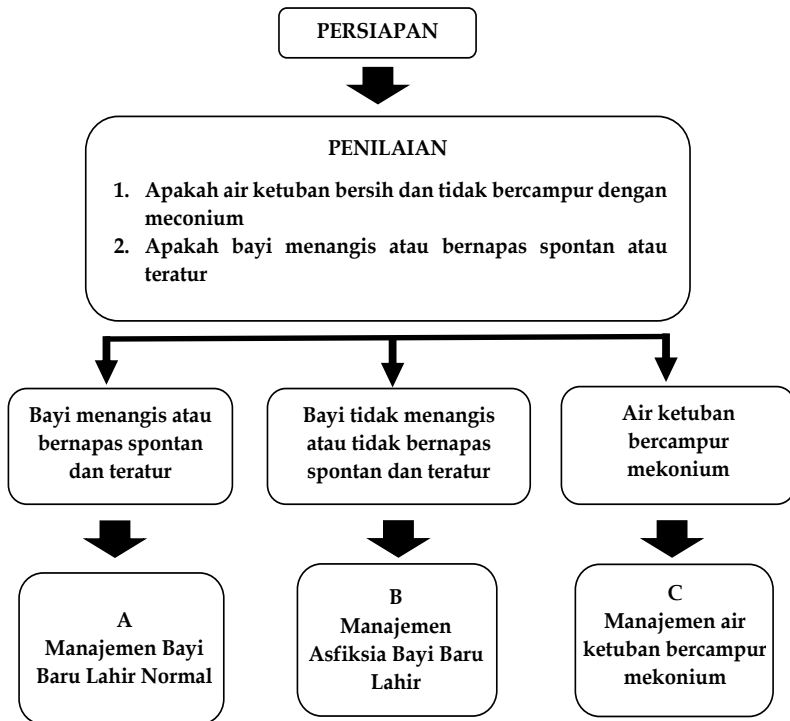 PERSIAPAN
PENILAIAN
1. Apakah air ketuban bersih dan tidak bercampur dengan
meconium
2. Apakah bayi menangis atau bernapas spontan atau
teratur
Bayi menangis atau
bernapas spontan
dan teratur
Bayi tidak menangis
atau tidak bernapas
spontan dan teratur
Air ketuban
bercampur
mekonium
A
Manajemen Bayi
Baru Lahir Normal
B
Manajemen
Asfiksia Bayi Baru
Lahir
C
Manajemen air
ketuban bercampur
mekonium